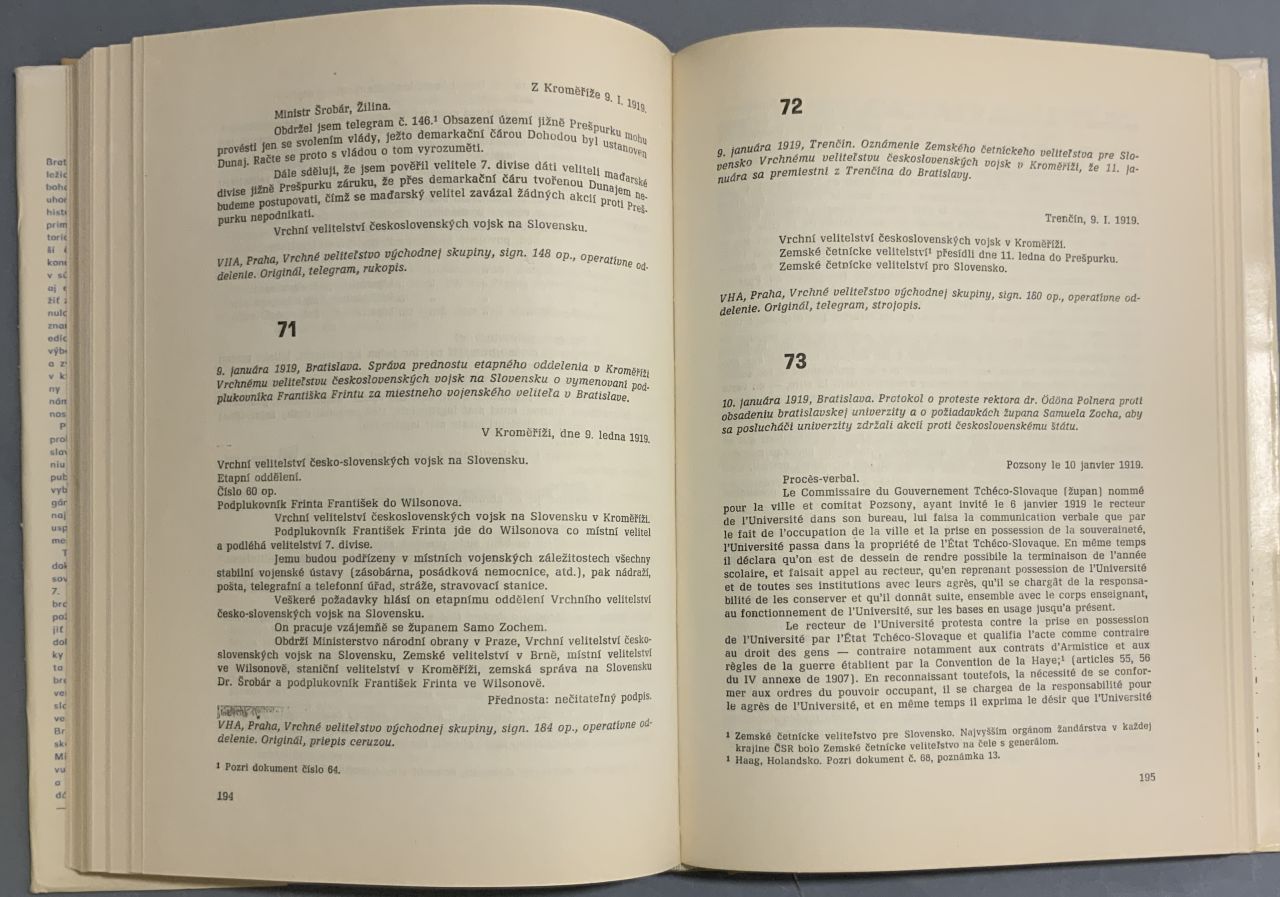 Z Kroměříže 9. I. 1919.
Ministr Šrobár, Žilina.
Obdržel jsem telegram č. 146.¹ Obsazení území jižně Prešpurku mohu
provésti jen se svolením vlády, ježto demarkační čárou Dohodou byl ustanoven
Dunaj. Račte se proto s vládou o tom vyrozuměti.
Dále sděluji, že jsem pověřil velitele 7. divise dáti veliteli maďarské
divise jižně Prešpurku záruku, že přes demarkační čáru tvořenou Dunajem ne-
budeme postupovati, čímž se maďarský velitel zavázal žádných akcií proti Preš-
purku nepodnikati.
Vrchní velitelství československých vojsk na Slovensku.
VHA, Praha, Vrchné veliteľstvo východnej skupiny, sign. 148 op., operatívne od-
delenie. Originál, telegram, rukopis.
71
9. januára 1919, Bratislava. Správa prednostu etapného oddelenia v Kroměříži
Vrchnému veliteľstvu československých vojsk na Slovensku o vymenovaní pod-
plukovníka Františka Frintu za miestneho vojenského veliteľa v Bratislave.
V Kroměříži, dne 9. ledna 1919.
Vrchní velitelství česko-slovenských vojsk na Slovensku.
Etapní oddělení.
Číslo 60 op.
Podplukovník Frinta František do Wilsonova.
Vrchní velitelství československých vojsk na Slovensku v Kroměříži.
Podplukovník František Frinta jde do Wilsonova co místní velitel
a podléhá velitelství 7. divise.
Jemu budou podřízeny v místních vojenských záležitostech všechny
stabilní vojenské ústavy (zásobárna, posádková nemocnice, atd.), pak nádraží,
pošta, telegrafní a telefonní úřad, stráže, stravovací stanice.
Veškeré požadavky hlásí on etapnímu oddělení Vrchního velitelství
česko-slovenských vojsk na Slovensku.
On pracuje vzájemňě se županem Samo Zochem.
Obdrží Ministerstvo národní obrany v Praze, Vrchní velitelství česko-
slovenských vojsk na Slovensku, Zemské velitelství v Brně, místní velitelství
ve Wilsonově, staniční velitelství v Kroměříži, zemská správa na Slovensku
Dr. Šrobár a podplukovník František Frinta ve Wilsonově.
Přednosta: nečitateľný podpis.
VHA, Praha, Vrchné veliteľstvo východnej skupiny, sign. 184 op., operatívne od-
delenie. Originál, priepis ceruzou.
¹ Pozri dokument číslo 64.
194
72
9. januára 1919, Trenčín. Oznámenie Zemského četníckeho veliteľstva pre Slo-
vensko Vrchnému veliteľstvu československých vojsk v Kroměříži, že 11. ja-
nuára sa premiestni z Trenčína do Bratislavy.
Trenčín, 9. I. 1919.
Vrchní velitelství československých vojsk v Kroměříži.
Zemské četnícke velitelství¹ přesídlí dne 11. ledna do Prešpurku.
Zemské četnícke velitelství pro Slovensko.
VHA, Praha, Vrchné veliteľstvo východnej skupiny, sign. 180 op., operatívne od-
delenie. Originál, telegram, strojopis.
73
10. januára 1919, Bratislava. Protokol o proteste rektora dr. Ödöna Polnera proti
obsadeniu bratislavskej univerzity a o požiadavkách župana Samuela Zocha, aby
sa poslucháči univerzity zdržali akcií proti československému štátu.
Pozsony le 10 janvier 1919.
Procès-verbal.
Le Commissaire du Gouvernement Tchéco-Slovaque (župan) nommé
pour la ville et comitat Pozsony, ayant invité le 6 janvier 1919 le recteur
de l'Université dans son bureau, lui faisa la communication verbale que par
le fait de l'occupation de la ville et la prise en possession de la souveraineté,
l'Université passa dans la propriété de l'État Tchéco-Slovaque. En même temps
il déclara qu'on est de dessein de rendre possibile la terminaison de l'année
scolaire, et faisait appel au recteur, qu'en reprenant possession de l'Université
et de toutes ses institutions avec leurs agrès, qu'il se chargât de la responsa-
bilité de les conserver et qu'il donnât suite, ensemble avec le corps enseignant,
au fonctionnement de l'Université, sur les bases en usage jusqu'a présent.
Le recteur de l'Université protesta contre la prise en possession
de l'Université par l'État Tchéco-Slovaque et qualifia l'acte comme contraire
au droit des gens — contraire notamment aux contrats d'Armistice et aux
règles de la guerre établient par la Convention de la Haye;¹ (articles 55, 56
du IV annexe de 1907). En reconnaissant toutefois, la nécessité de se confor-
mer aux ordres du pouvoir occupant, il se chargea de la responsabilité pour
le agrès de l'Université, et en même temps il exprima le désir que l'Université
¹ Zemské četnícke veliteľstvo pre Slovensko. Najvyšším orgánom žandárstva v každej
krajine ČSR bolo Zemské četnícke veliteľstvo na čele s generálom.
¹ Haag, Holandsko. Pozri dokument č. 68, poznámka 13.
195